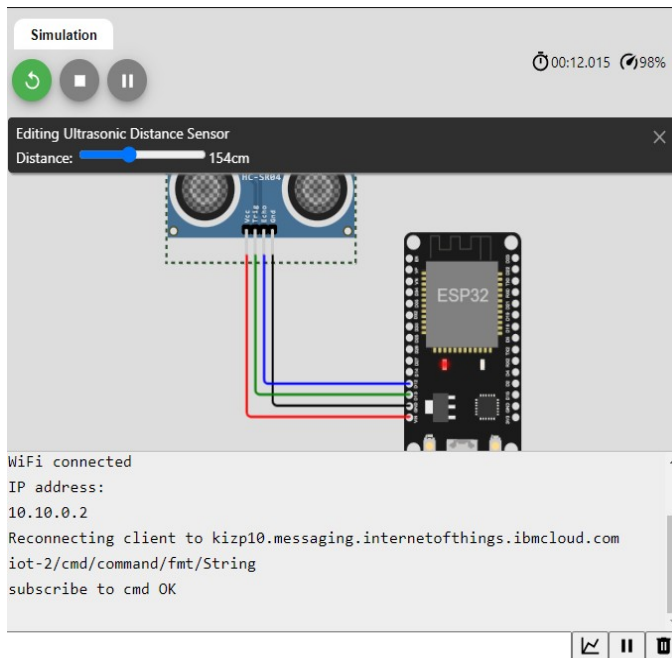 Simulation
00:12.015 98%
Editing Ultrasonic Distance Sensor
Distance: 154cm
HC-SR04
Vcc
Trig
Echo
Gnd
ESP32
WiFi connected
IP address:
10.10.0.2
Reconnecting client to kizp10.messaging.internetofthings.ibmcloud.com
iot-2/cmd/command/fmt/String
subscribe to cmd OK